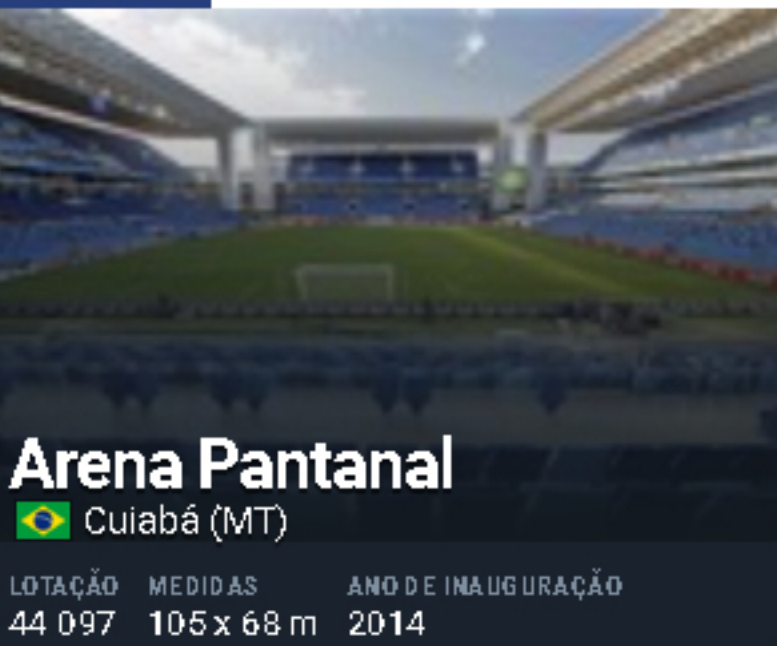 Arena Pantanal
Cuiabá (MT)
LOTAÇÃO MEDIDAS ANO DE INAUGURAÇÃO
44 097 105 x 68 m 2014